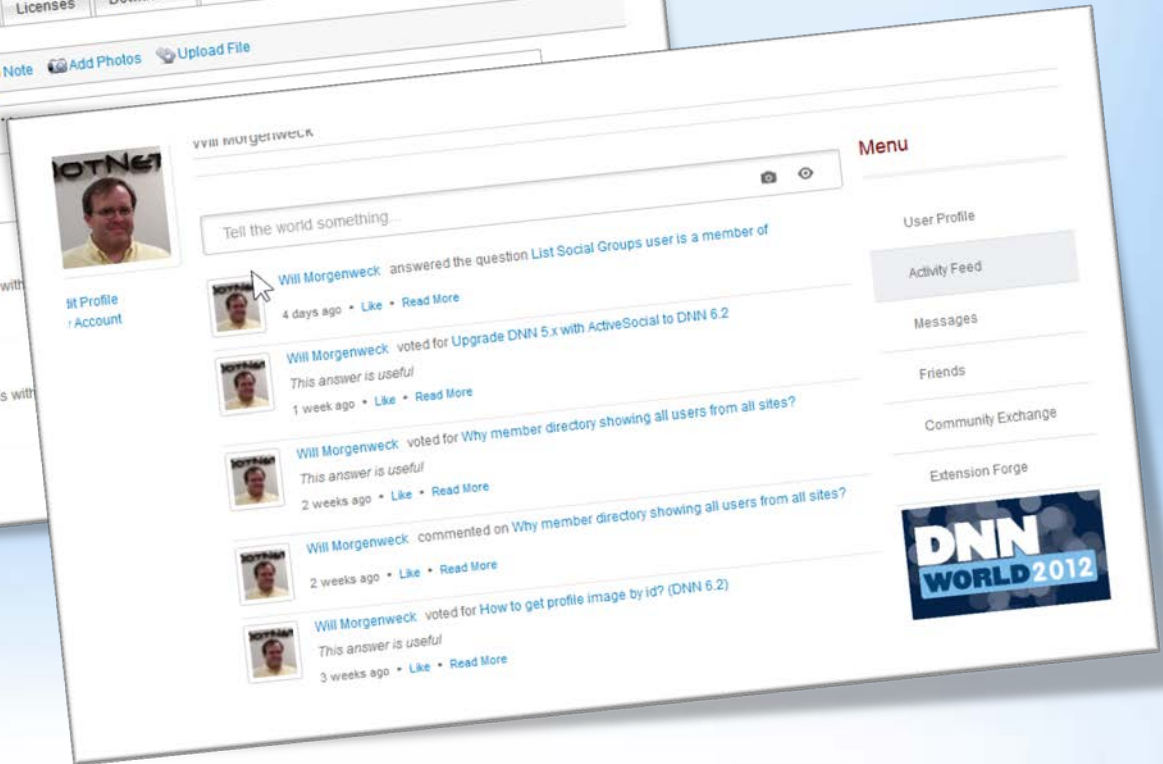 Licenses
Note Add Photos Upload File
with
s with
Will Morgenweck
DOTNET
Edit Profile
Account
Tell the world something...
Will Morgenweck answered the question List Social Groups user is a member of
4 days ago • Like • Read More
Will Morgenweck voted for Upgrade DNN 5.x with ActiveSocial to DNN 6.2
This answer is useful
1 week ago • Like • Read More
Will Morgenweck voted for Why member directory showing all users from all sites?
This answer is useful
2 weeks ago • Like • Read More
Will Morgenweck commented on Why member directory showing all users from all sites?
2 weeks ago • Like • Read More
Will Morgenweck voted for How to get profile image by id? (DNN 6.2)
This answer is useful
3 weeks ago • Like • Read More
Menu
User Profile
Activity Feed
Messages
Friends
Community Exchange
Extension Forge
DNN
WORLD 2012